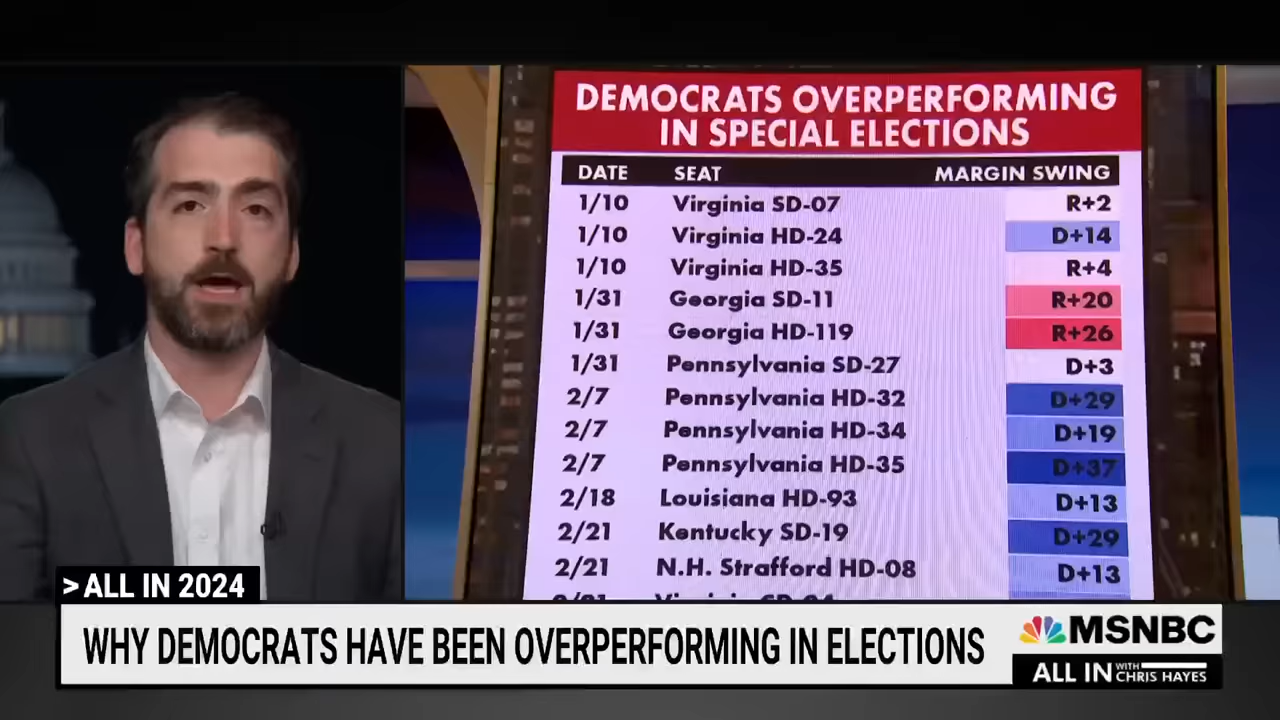 DEMOCRATS OVERPERFORMING
IN SPECIAL ELECTIONS
DATE SEAT MARGIN SWING
1/10 Virginia SD-07 R+2
1/10 Virginia HD-24 D+14
1/10 Virginia HD-35 R+4
1/31 Georgia SD-11 R+20
1/31 Georgia HD-119 R+26
1/31 Pennsylvania SD-27 D+3
2/7 Pennsylvania HD-32 D+29
2/7 Pennsylvania HD-34 D+19
2/7 Pennsylvania HD-35 D+37
2/18 Louisiana HD-93 D+13
2/21 Kentucky SD-19 D+29
2/21 N.H. Strafford HD-08 D+13
> ALL IN 2024
WHY DEMOCRATS HAVE BEEN OVERPERFORMING IN ELECTIONS
MSNBC
ALL IN WITH CHRIS HAYES